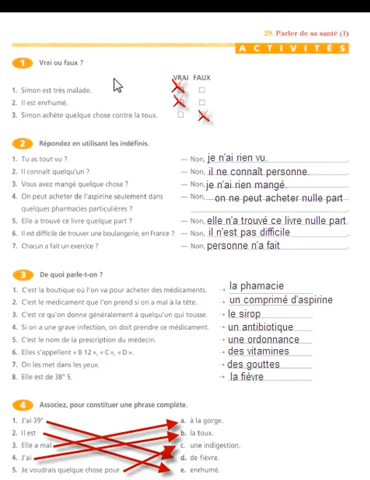 29. Parler de sa santé (1)
ACTIVITÉS
1 Vrai ou faux ?
VRAI FAUX
1. Simon est très malade.
2. Il est enrhumé.
3. Simon achète quelque chose contre la toux.
2 Répondez en utilisant les indéfinis.
1. Tu as tout vu ? — Non, je n'ai rien vu.
2. Il connaît quelqu'un ? — Non, il ne connaît personne.
3. Vous avez mangé quelque chose ? — Non, je n'ai rien mangé.
4. On peut acheter de l'aspirine seulement dans — Non, on ne peut acheter nulle part
quelques pharmacies particulières ?
5. Elle a trouvé ce livre quelque part ? — Non, elle n'a trouvé ce livre nulle part
6. Il est difficile de trouver une boulangerie, en France ? — Non, il n'est pas difficile
7. Chacun a fait un exercice ? — Non, personne n'a fait
3 De quoi parle-t-on ?
1. C'est la boutique où l'on va pour acheter des médicaments. → la phamacie
2. C'est le médicament que l'on prend si on a mal à la tête. → un comprimé d'aspirine
3. C'est ce qu'on donne généralement à quelqu'un qui tousse. → le sirop
4. Si on a une grave infection, on doit prendre ce médicament. → un antibiotique
5. C'est le nom de la prescription du médecin. → une ordonnance
6. Elles s'appellent « B 12 », « C », « D ». → des vitamines
7. On les met dans les yeux. → des gouttes
8. Elle est de 38° 5. → la fièvre
4 Associez, pour constituer une phrase complète.
1. J'ai 39° a. à la gorge.
2. Il est b. la toux.
3. Elle a mal c. une indigestion.
4. J'ai d. de fièvre.
5. Je voudrais quelque chose pour e. enrhumé.